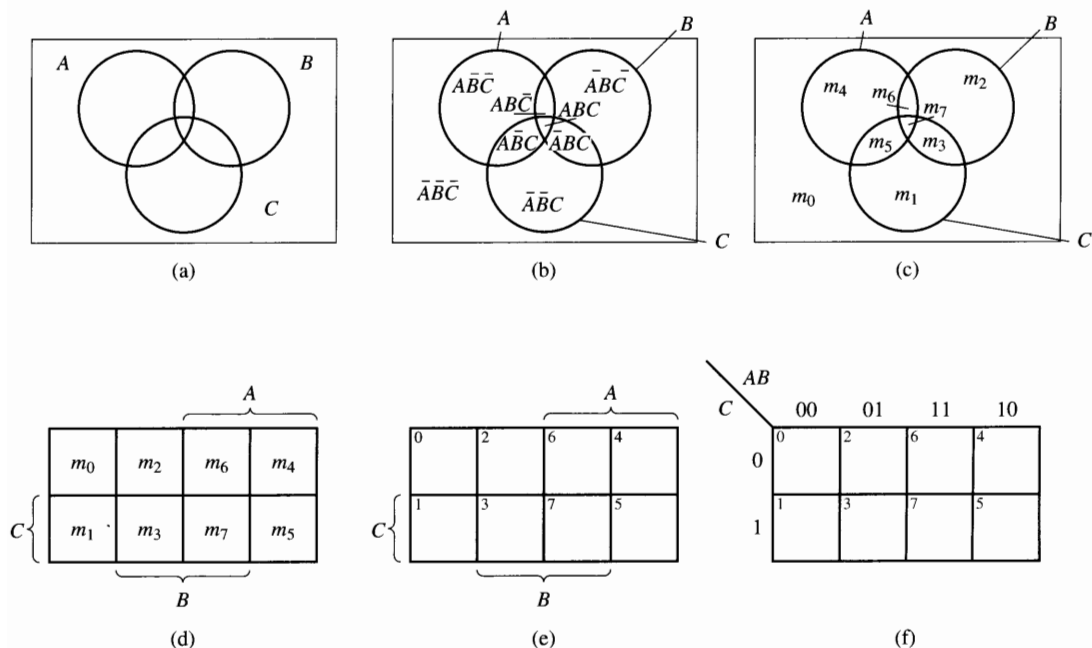 A B C
(a)
A B C
AB̄C̄ ĀBC̄
ABC̄ ABC
AB̄C ĀBC
ĀB̄C̄ ĀB̄C
(b)
A B C
m4 m2
m6 m7
m5 m3
m0 m1
(c)
A
m0 m2 m6 m4
C m1 m3 m7 m5
B
(d)
A
0 2 6 4
C 1 3 7 5
B
(e)
AB
C 00 01 11 10
0 0 2 6 4
1 1 3 7 5
(f)